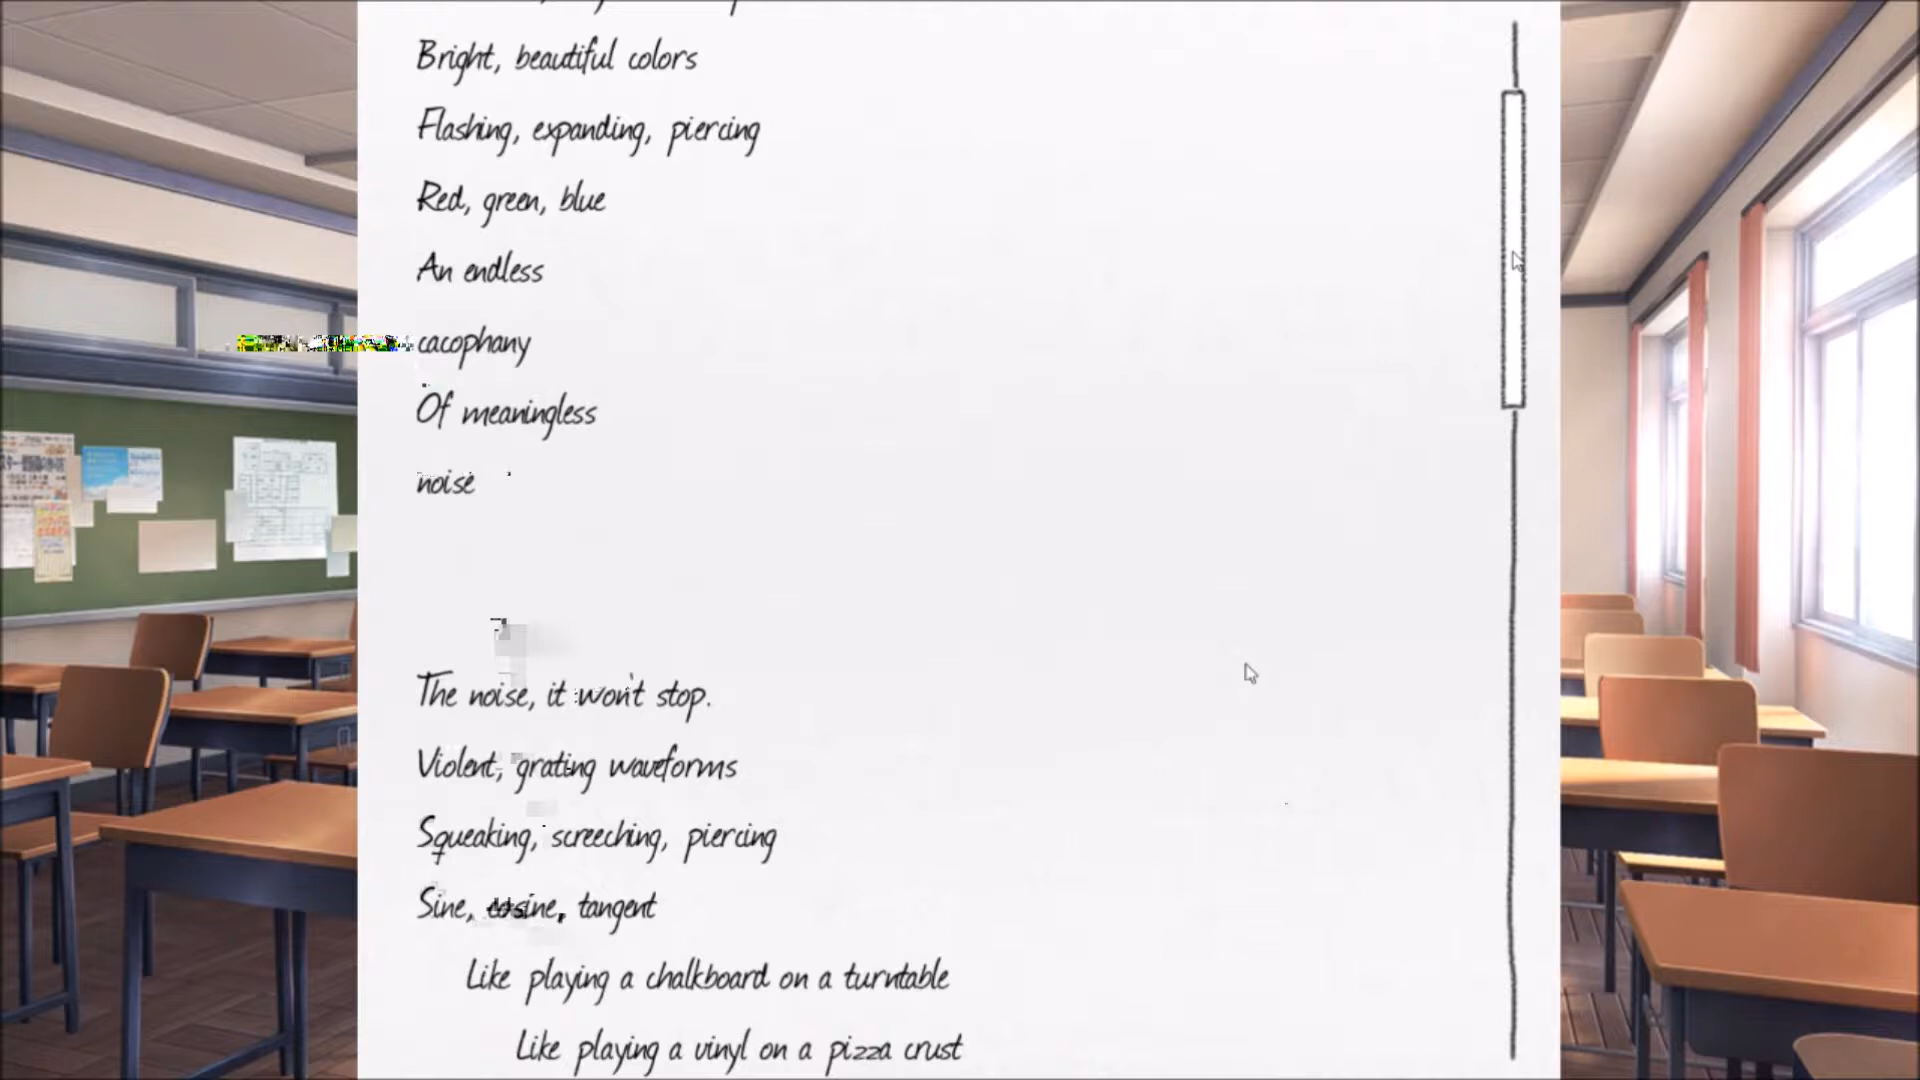 Bright, beautiful colors
Flashing, expanding, piercing
Red, green, blue
An endless
cacophany
Of meaningless
noise
The noise, it won't stop.
Violent, grating waveforms
Squeaking, screeching, piercing
Sine, cosine, tangent
Like playing a chalkboard on a turntable
Like playing a vinyl on a pizza crust